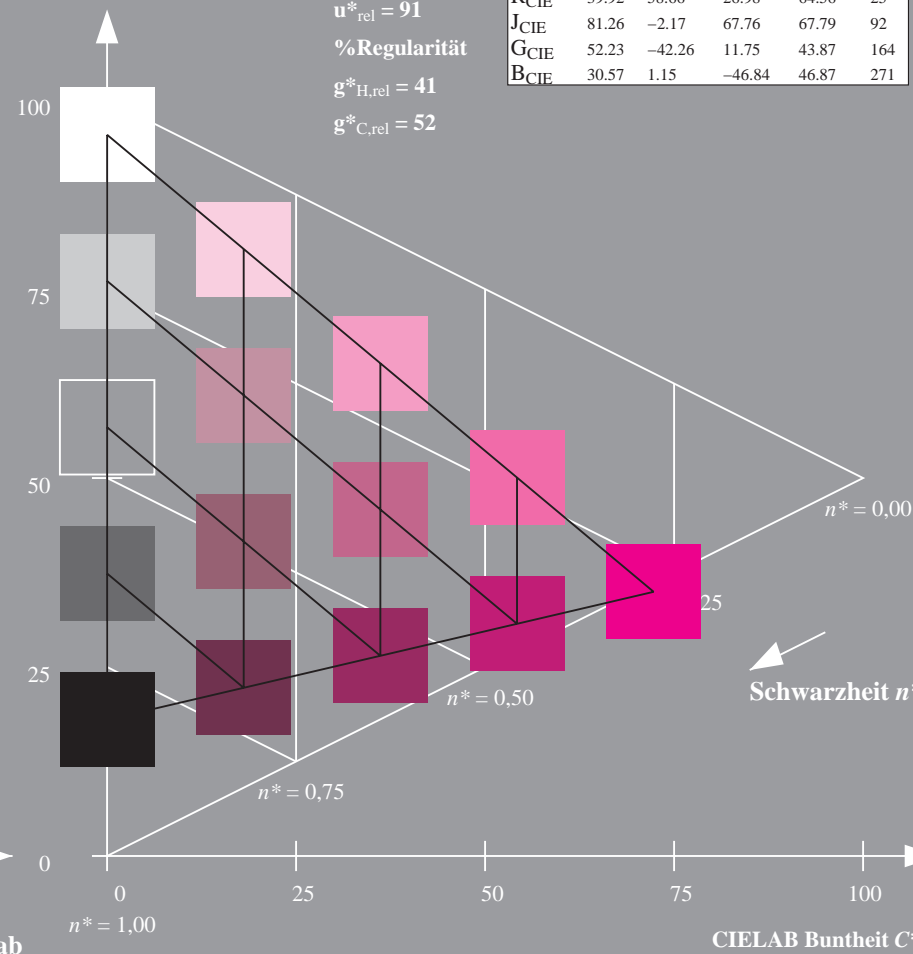 u*rel = 91
%Regularität
g*H,rel = 41
g*C,rel = 52
JCIE 81.26 −2.17 67.76 67.79 92
GCIE 52.23 −42.26 11.75 43.87 164
BCIE 30.57 1.15 −46.84 46.87 271
100
75
50
n* = 0,00
25
25
Schwarzheit n*
n* = 0,50
n* = 0,75
0
0 25 50 75 100
n* = 1,00
ab
CIELAB Buntheit C*